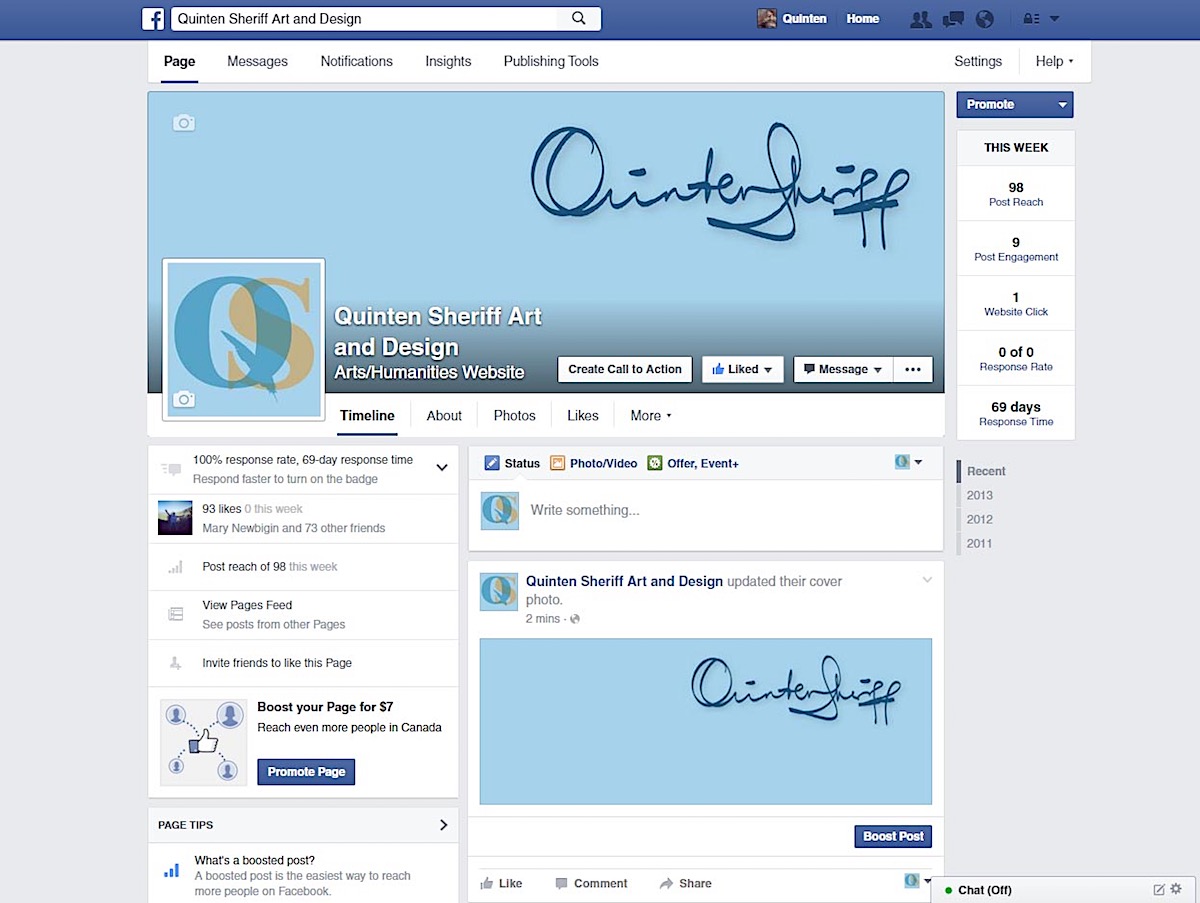 Quinten Sheriff Art and Design
Quinten Home
Page Messages Notifications Insights Publishing Tools Settings Help
Promote
THIS WEEK
98
Post Reach
9
Post Engagement
1
Website Click
0 of 0
Response Rate
69 days
Response Time
Recent
2013
2012
2011
Quinten Sheriff
QS
Quinten Sheriff Art
and Design
Arts/Humanities Website
Create Call to Action Liked Message •••
Timeline About Photos Likes More
100% response rate, 69-day response time
Respond faster to turn on the badge
93 likes 0 this week
Mary Newbigin and 73 other friends
Post reach of 98 this week
View Pages Feed
See posts from other Pages
Invite friends to like this Page
Boost your Page for $7
Reach even more people in Canada
Promote Page
PAGE TIPS
What's a boosted post?
A boosted post is the easiest way to reach
more people on Facebook.
Status Photo/Video Offer, Event+
QS
Write something...
QS
Quinten Sheriff Art and Design updated their cover
photo.
2 mins ·
Quinten Sheriff
Boost Post
Like Comment Share
Chat (Off)